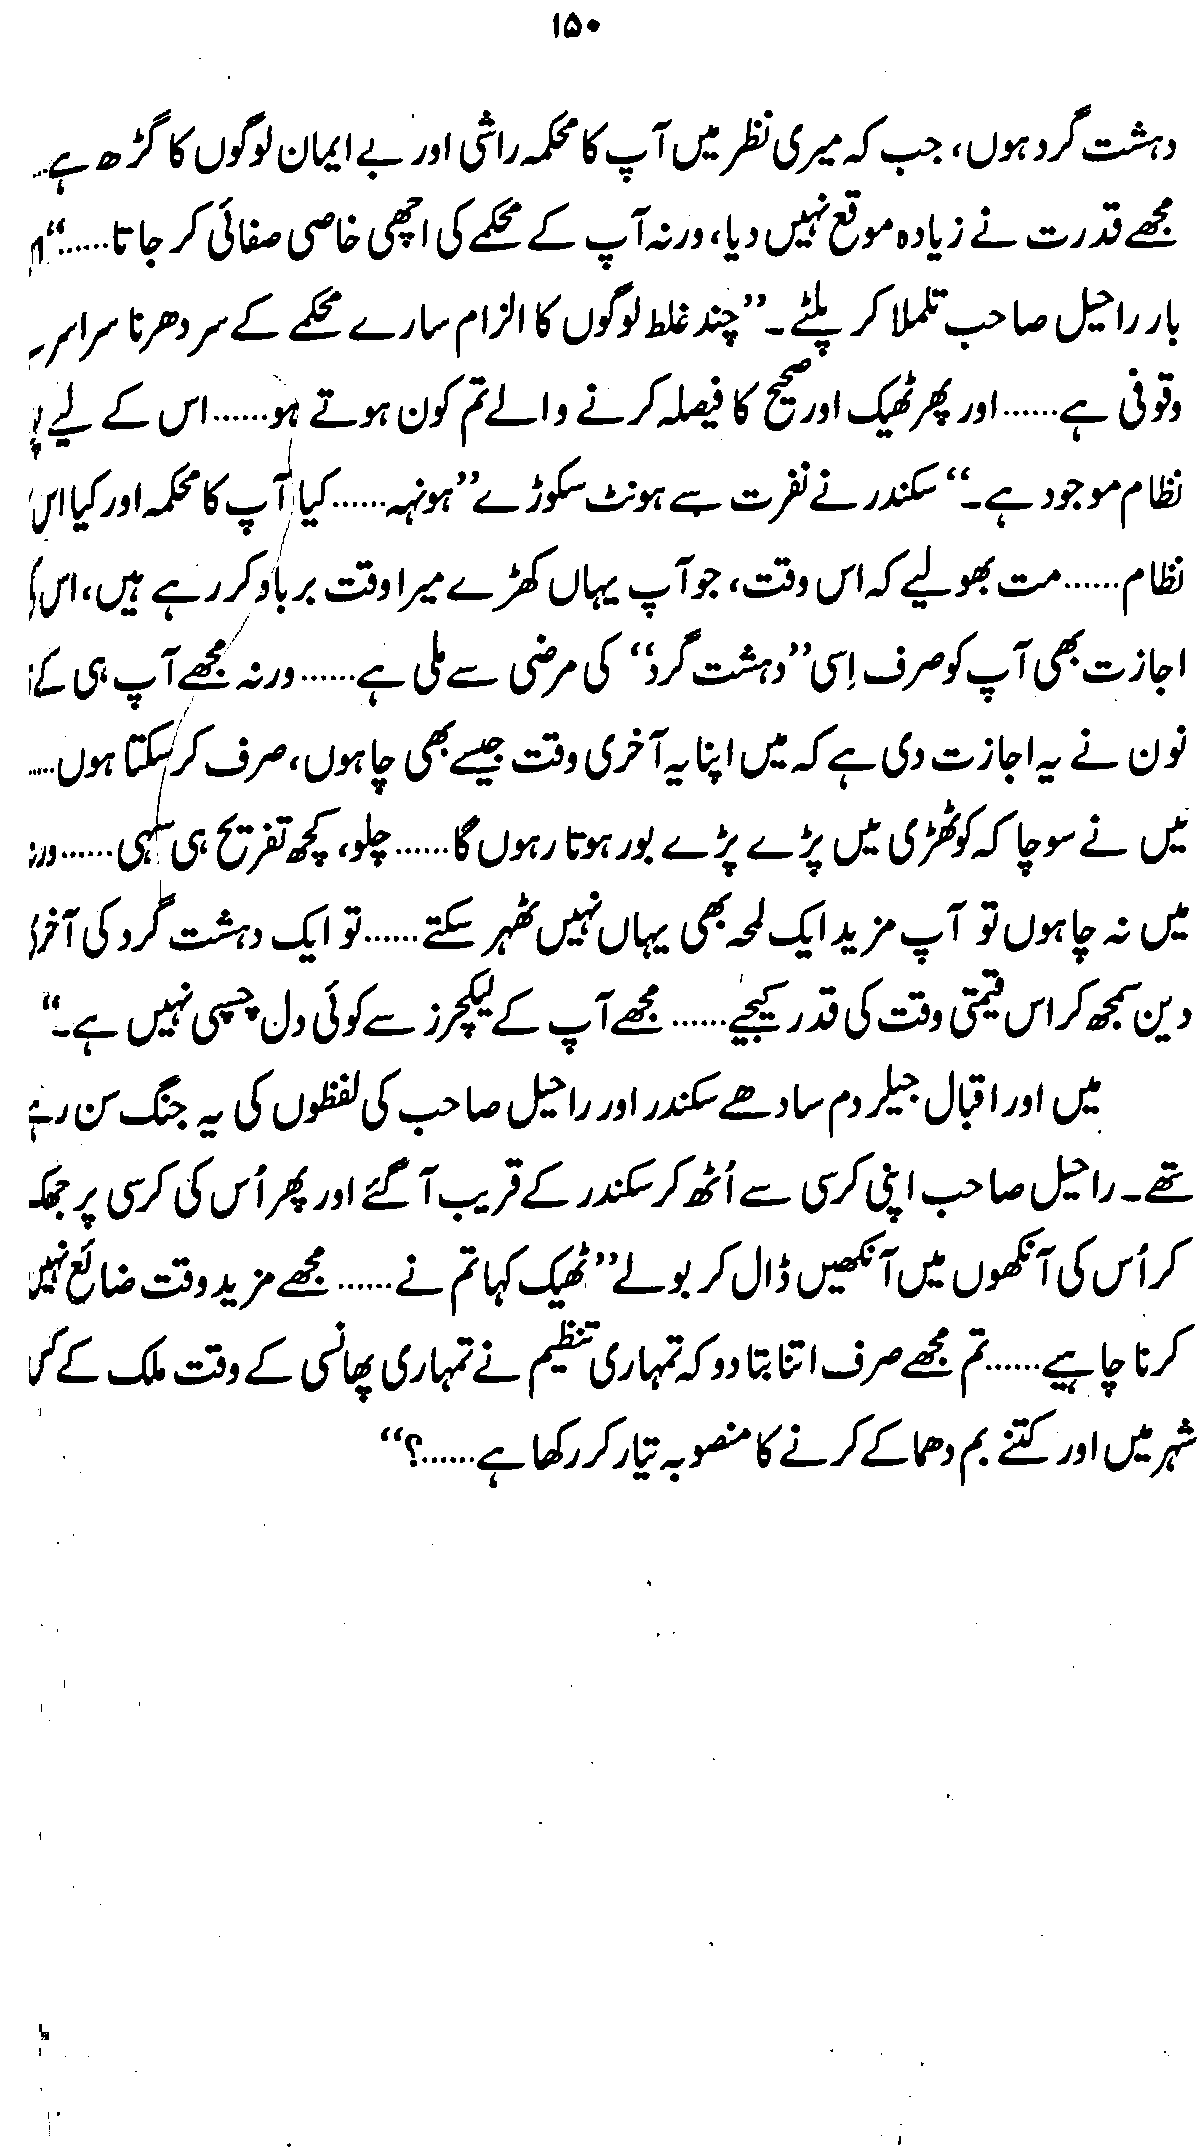 ۱۵۰
دہشت گرد ہوں، جب کہ میری نظر میں آپ کا محکمہ راشی اور بے ایمان لوگوں کا گڑھ ہے...
مجھے قدرت نے زیادہ موقع نہیں دیا، ورنہ آپ کے محکمے کی اچھی خاصی صفائی کر جاتا......“
بار راحیل صاحب تلملا کر پلٹے۔ ”چند غلط لوگوں کا الزام سارے محکمے کے سر دھرنا سراسر
وقوفی ہے...... اور پھر ٹھیک اور صحیح کا فیصلہ کرنے والے تم کون ہوتے ہو...... اس کے لیے
نظام موجود ہے۔“ سکندر نے نفرت سے ہونٹ سکوڑے ”ہونہہ...... کیا آپ کا محکمہ اور کیا اس
نظام...... مت بھولیے کہ اس وقت، جو آپ یہاں کھڑے میرا وقت برباد کر رہے ہیں، اس
اجازت بھی آپ کو صرف اِسی ”دہشت گرد“ کی مرضی سے ملی ہے...... ورنہ مجھے آپ ہی کے
نون نے یہ اجازت دی ہے کہ میں اپنا یہ آخری وقت جیسے بھی چاہوں، صرف کر سکتا ہوں.....
میں نے سوچا کہ کوٹھڑی میں پڑے پڑے بور ہوتا رہوں گا...... چلو، کچھ تفریح ہی سہی...... ورنہ
میں نہ چاہوں تو آپ مزید ایک لمحہ بھی یہاں نہیں ٹھہر سکتے...... تو ایک دہشت گرد کی آخری
دین سمجھ کر اس قیمتی وقت کی قدر کیجیے...... مجھے آپ کے لیکچرز سے کوئی دل چسپی نہیں ہے۔“
میں اور اقبال جیلر دم سادھے سکندر اور راحیل صاحب کی لفظوں کی یہ جنگ سن رہے
تھے۔ راحیل صاحب اپنی کرسی سے اُٹھ کر سکندر کے قریب آ گئے اور پھر اُس کی کرسی پر جھک
کر اُس کی آنکھوں میں آنکھیں ڈال کر بولے ”ٹھیک کہا تم نے...... مجھے مزید وقت ضائع نہیں
کرنا چاہیے...... تم مجھے صرف اتنا بتا دو کہ تمہاری تنظیم نے تمہاری پھانسی کے وقت ملک کے کس
شہر میں اور کتنے بم دھماکے کرنے کا منصوبہ تیار کر رکھا ہے......؟“